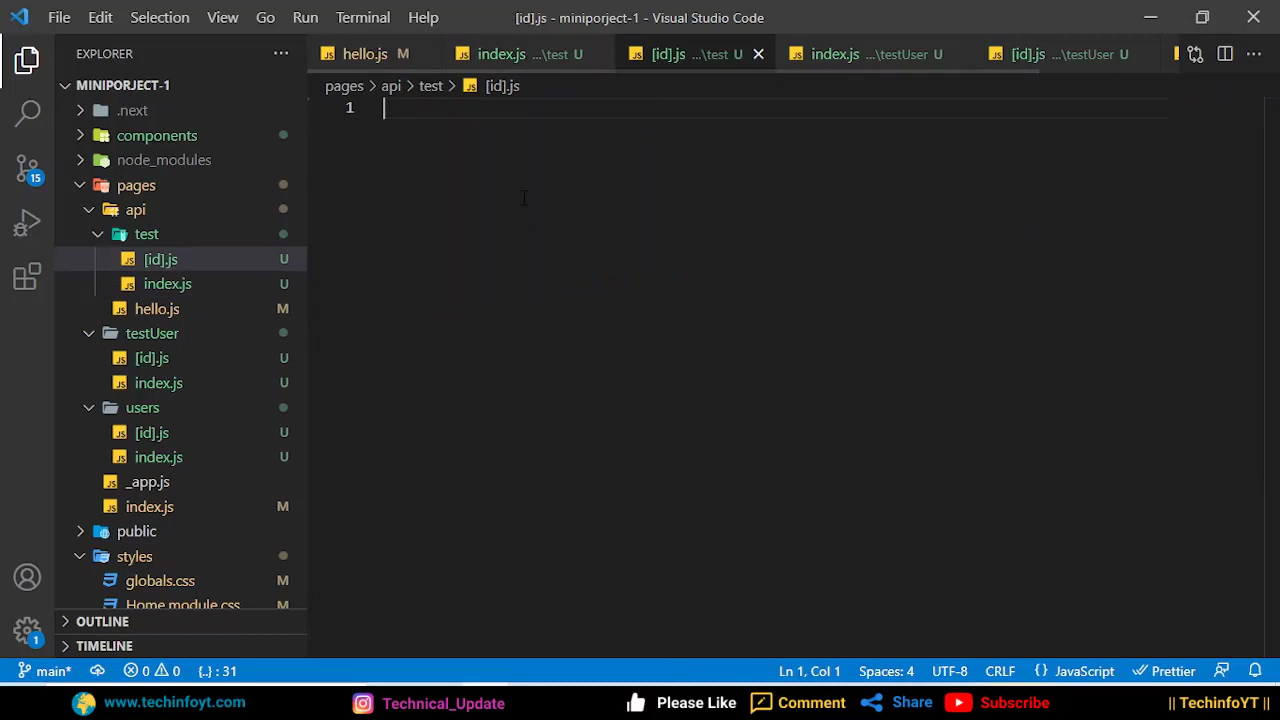 File Edit Selection View Go Run Terminal Help [id].js - miniporject-1 - Visual Studio Code
EXPLORER
hello.js M index.js ...\test U [id].js ...\test U index.js ...\testUser U [id].js ...\testUser U
MINIPORJECT-1
pages > api > test > [id].js
1
.next
components
node_modules
pages
api
test
[id].js U
index.js U
hello.js M
testUser
[id].js U
index.js U
users
[id].js U
index.js U
_app.js
index.js M
public
styles
globals.css M
Home.module.css M
OUTLINE
TIMELINE
15
1
main* 0 0 {..} : 31 Ln 1, Col 1 Spaces: 4 UTF-8 CRLF {} JavaScript Prettier
www.techinfoyt.com Technical_Update Please Like Comment Share Subscribe || TechinfoYT ||